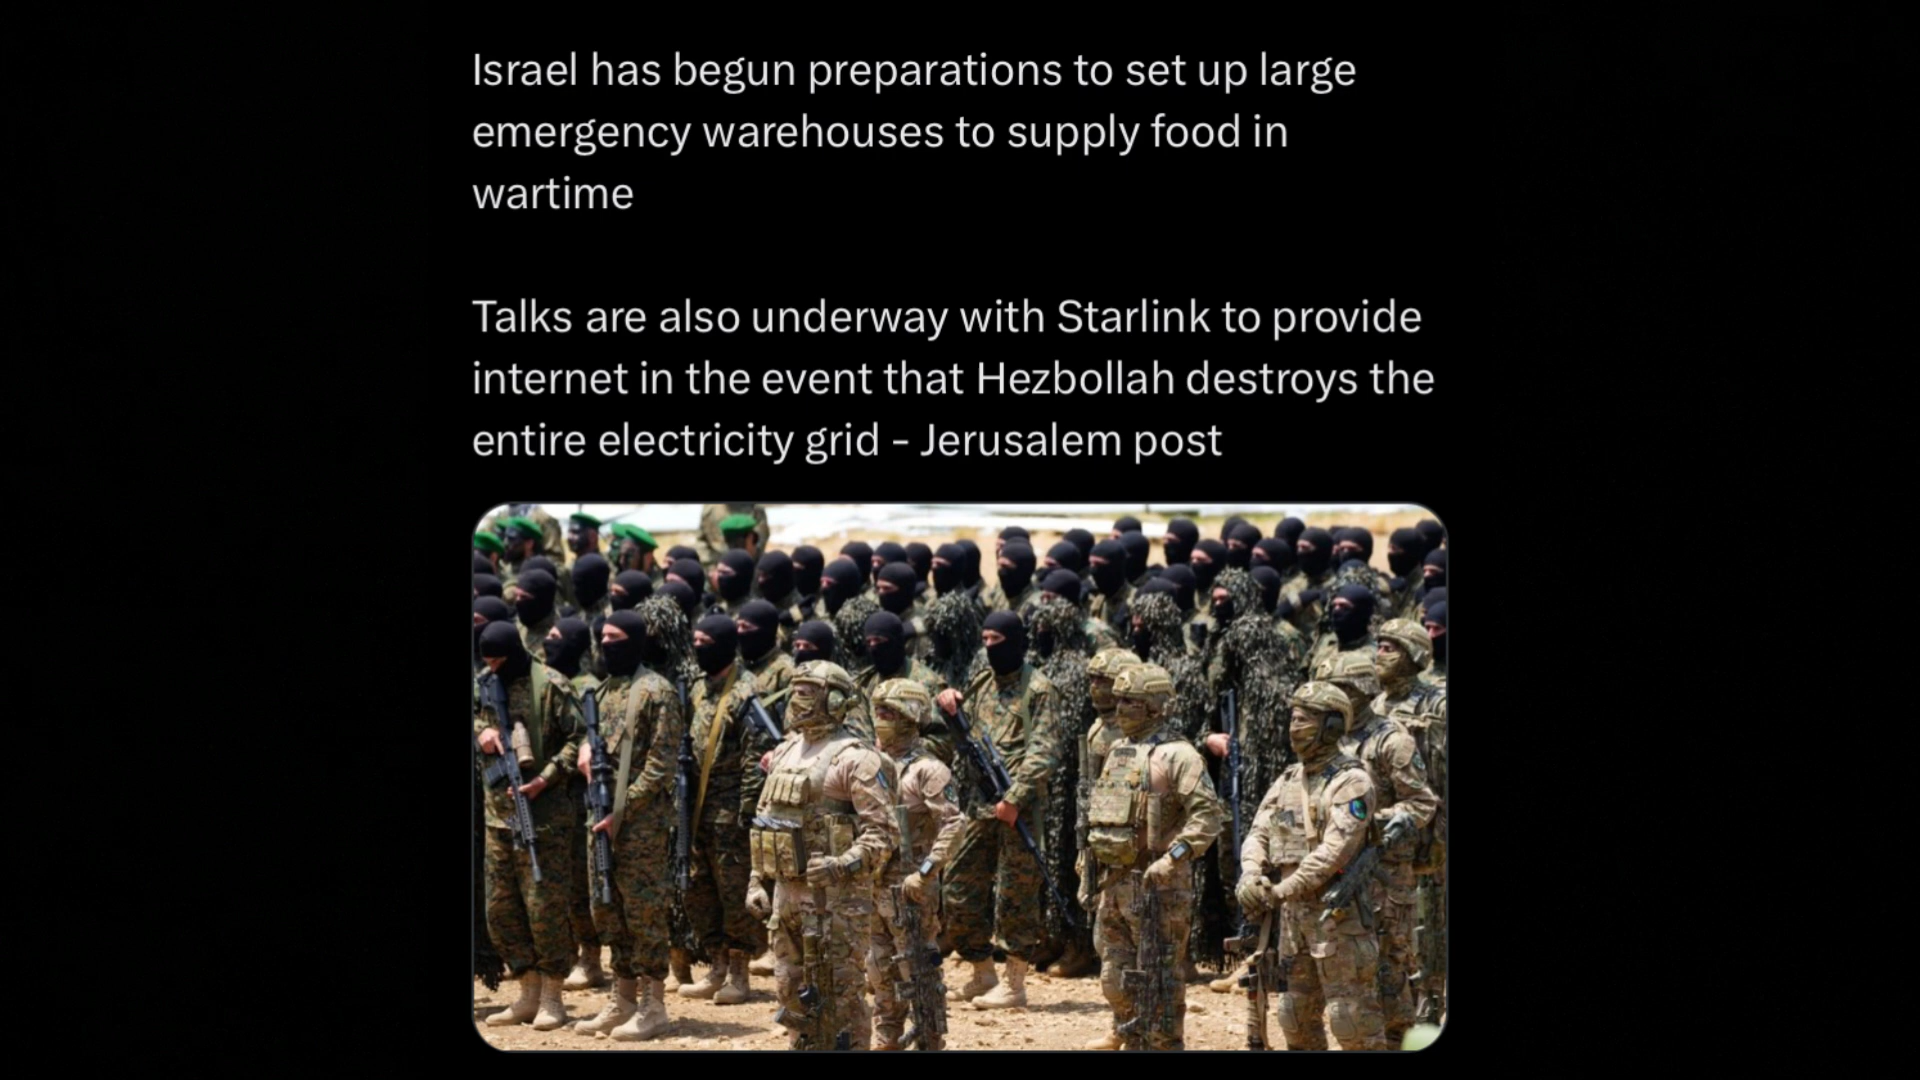 Israel has begun preparations to set up large
emergency warehouses to supply food in
wartime
Talks are also underway with Starlink to provide
internet in the event that Hezbollah destroys the
entire electricity grid - Jerusalem post